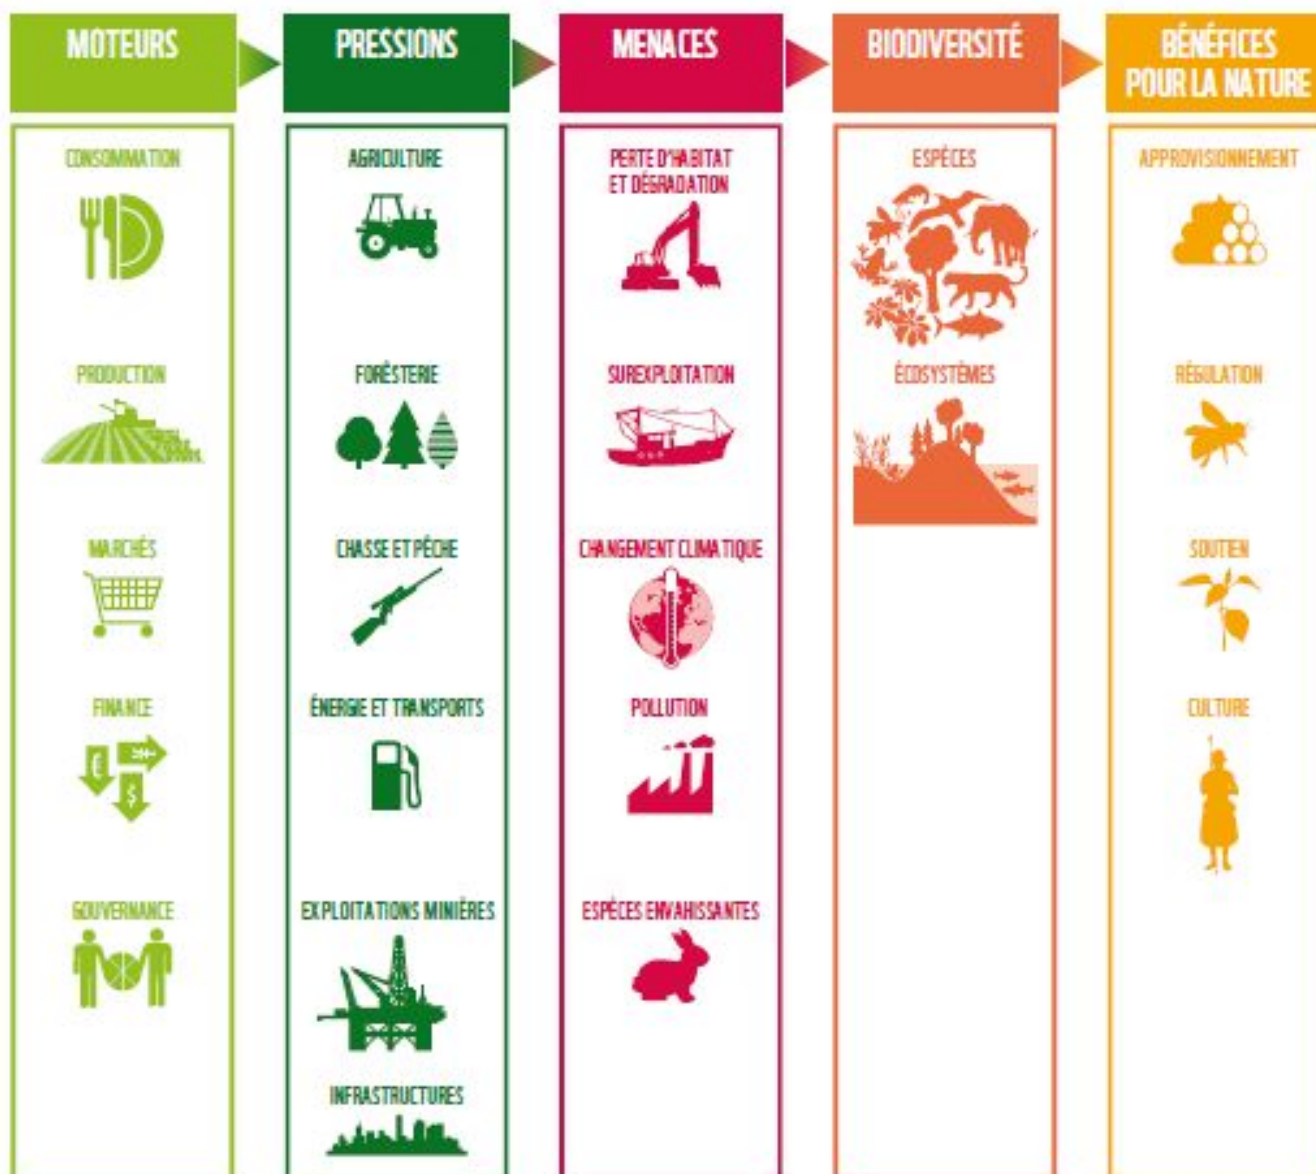 MOTEURS
PRESSIONS
MENACES
BIODIVERSITÉ
BÉNÉFICES
POUR LA NATURE
CONSOMMATION
PRODUCTION
MARCHÉS
FINANCE
£
¥
$
GOUVERNANCE
AGRICULTURE
FORÊSTERIE
CHASSE ET PÊCHE
ÉNERGIE ET TRANSPORTS
EXPLOITATIONS MINIÈRES
INFRASTRUCTURES
PERTE D'HABITAT
ET DÉGRADATION
SUREXPLOITATION
CHANGEMENT CLIMATIQUE
POLLUTION
ESPÈCES ENVAHISSANTES
ESPÈCES
ÉCOSYSTÈMES
APPROVISIONNEMENT
RÉGULATION
SOUTIEN
CULTURE